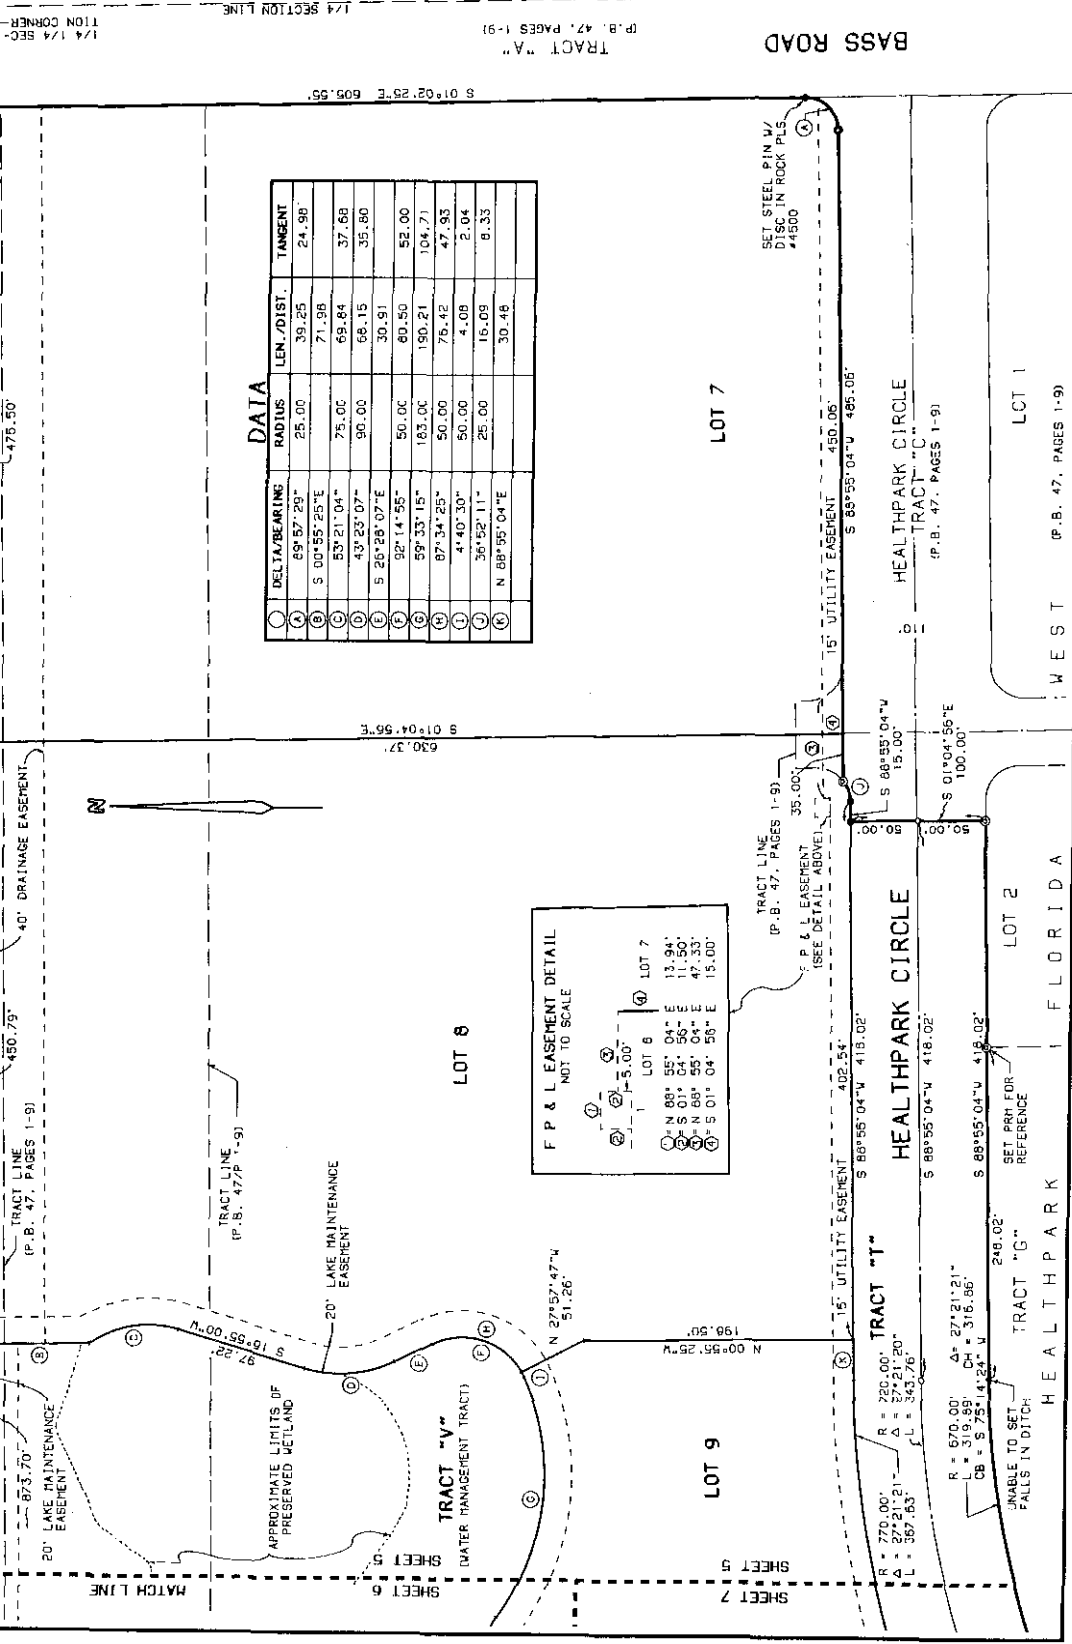 1/4 SEC-
TION CORNER
1/4 SECTION LINE
TRACT "A"
(P.B. 47, PAGES 1-9)
BASS ROAD
S 01°02'25"E 605.55'
475.50'
SET STEEL PIN W/
DISC IN ROCK PLS
#4500
A
DATA
DELTA/BEARING RADIUS LEN./DIST. TANGENT
A 89°57'29" 25.00 39.25 24.98
B S 00°55'25"E 71.98
C 53°21'04" 75.00 69.84 37.68
D 43°23'07" 90.00 68.15 35.80
E S 26°28'07"E 30.91
F 92°14'55" 50.00 80.50 52.00
G 59°33'15" 183.00 190.21 104.71
H 87°34'25" 50.00 76.42 47.93
I 4°40'30" 50.00 4.08 2.04
J 36°52'11" 25.00 16.09 8.33
K N 88°55'04"E 30.48
LOT 7
15' UTILITY EASEMENT 450.06'
S 88°55'04"W 485.06'
HEALTHPARK CIRCLE
TRACT "C"
(P.B. 47, PAGES 1-9)
LOT 1
(P.B. 47, PAGES 1-9)
S 01°04'56"E
630.37'
40' DRAINAGE EASEMENT
N
TRACT LINE
(P.B. 47, PAGES 1-9)
35.00'
3
4
J
S 88°55'04"W
15.00'
S 01°04'56"E
100.00'
50.00'
50.00'
F P & L EASEMENT
(SEE DETAIL ABOVE)
450.79'
TRACT LINE
(P.B. 47, PAGES 1-9)
LOT 8
F P & L EASEMENT DETAIL
NOT TO SCALE
1
2
2
3
5.00'
LOT 8
4
LOT 7
N 88° 55' 04" E 13.94'
2 = S 01° 04' 56" E 11.50'
3 = N 88° 55' 04" E 47.33'
4 = S 01° 04' 56" E 15.00'
TRACT LINE
20' LAKE MAINTENANCE
EASEMENT
402.54'
15' UTILITY EASEMENT
S 88°55'04"W 418.02'
TRACT "T"
HEALTHPARK CIRCLE
S 88°55'04"W 418.02'
S 88°55'04"W 418.02'
SET PRM FOR
REFERENCE
248.02'
LOT 2
TRACT "G"
HEALTHPARK FLORIDA WEST
B
C
S 16°55'00"W
97.22'
D
E
F
H
I
G
N 27°57'47"W
51.26'
N 00°55'25"W
196.50'
K
873.70'
20' LAKE MAINTENANCE
EASEMENT
APPROXIMATE LIMITS OF
PRESERVED WETLAND
TRACT "V"
(WATER MANAGEMENT TRACT)
LOT 9
R = 770.00'
Δ = 27°21'21"
L = 367.63'
R = 720.00'
Δ = 27°21'20"
L = 343.76'
R = 670.00' Δ= 27°21'21"
L = 319.89' CH = 316.86'
CB = S 75°14'24" W
UNABLE TO SET
FALLS IN DITCH
MATCH LINE
SHEET 5
SHEET 6
SHEET 5
SHEET 7